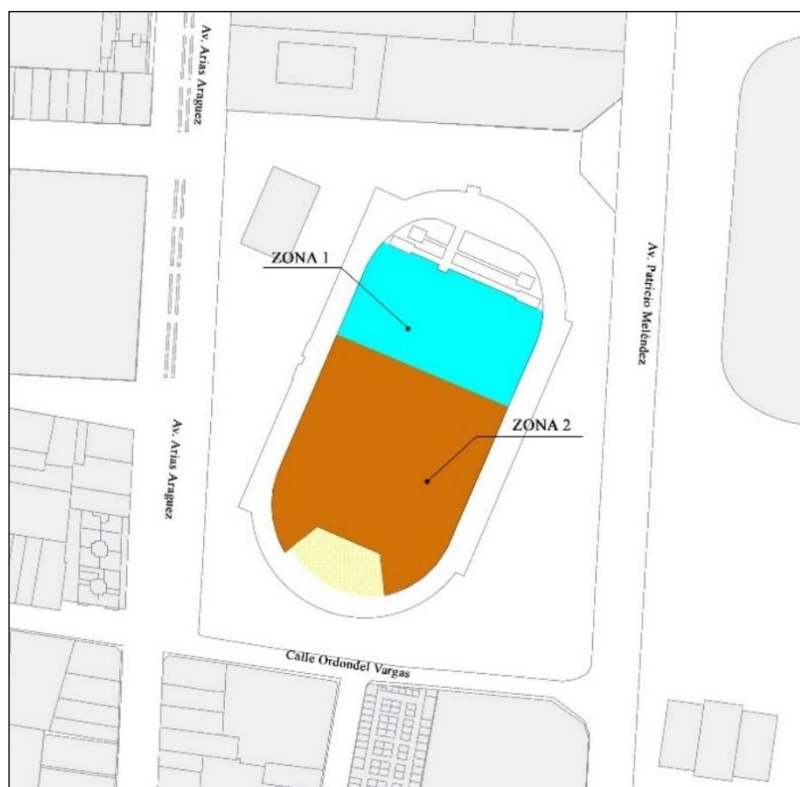 Av. Arias Araguez
ZONA 1
Av. Patricio Meléndez
ZONA 2
Av. Arias Araguez
Calle Ordondel Vargas